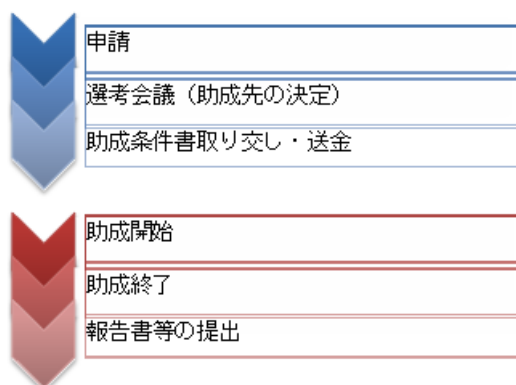 申請
選考会議（助成先の決定）
助成条件書取り交し・送金
助成開始
助成終了
報告書等の提出